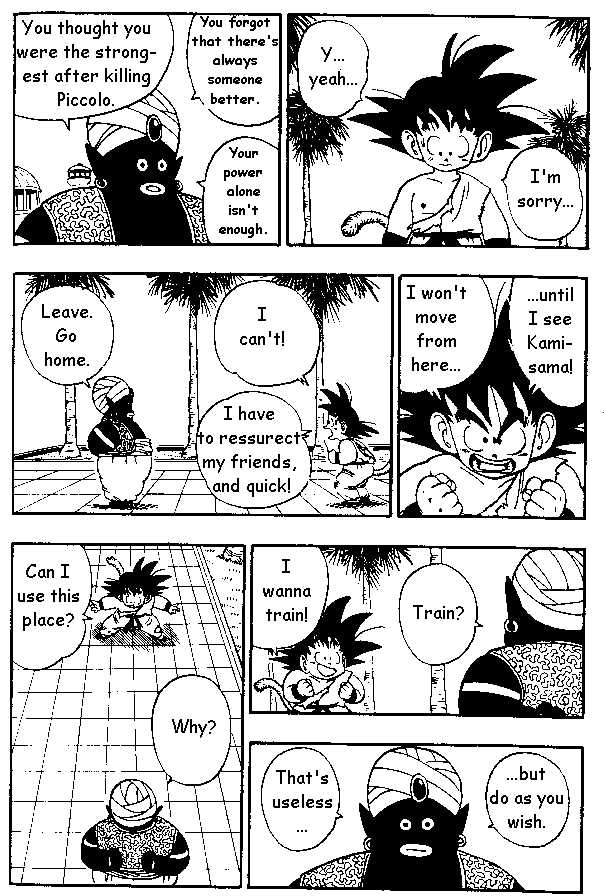 You thought you
were the strong-
est after killing
Piccolo.
You forgot
that there's
always
someone
better.
Your
power
alone
isn't
enough.
Y...
yeah...
I'm
sorry...
Leave.
Go
home.
I
can't!
I have
to ressurect
my friends,
and quick!
I won't
move
from
here...
...until
I see
Kami-
sama!
Can I
use this
place?
Why?
I
wanna
train!
Train?
That's
useless
...
...but
do as you
wish.